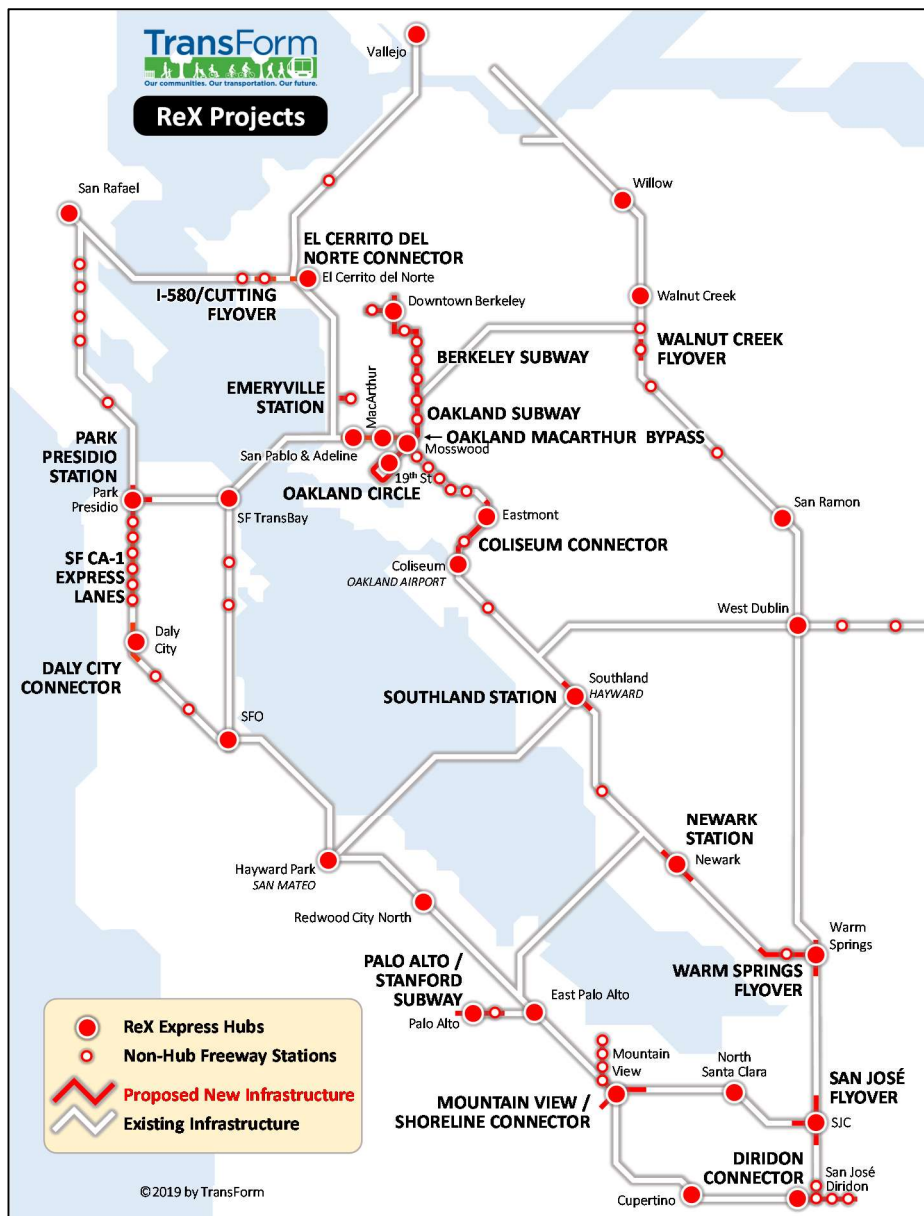 TransForm
Our communities. Our transportation. Our future.
ReX Projects
Vallejo
San Rafael
Willow
EL CERRITO DEL
NORTE CONNECTOR
El Cerrito del Norte
I-580/CUTTING
FLYOVER
Downtown Berkeley
Walnut Creek
WALNUT CREEK
FLYOVER
BERKELEY SUBWAY
EMERYVILLE
STATION
MacArthur
OAKLAND SUBWAY
OAKLAND MACARTHUR BYPASS
San Pablo & Adeline
Mosswood
19th St
OAKLAND CIRCLE
PARK
PRESIDIO
STATION
Park
Presidio
SF TransBay
San Ramon
Eastmont
COLISEUM CONNECTOR
Coliseum
OAKLAND AIRPORT
SF CA-1
EXPRESS
LANES
West Dublin
Daly
City
DALY CITY
CONNECTOR
Southland
HAYWARD
SOUTHLAND STATION
SFO
NEWARK
STATION
Newark
Hayward Park
SAN MATEO
Redwood City North
Warm
Springs
WARM SPRINGS
FLYOVER
PALO ALTO /
STANFORD
SUBWAY
Palo Alto
East Palo Alto
Mountain
View
North
Santa Clara
MOUNTAIN VIEW /
SHORELINE CONNECTOR
SAN JOSÉ
FLYOVER
SJC
DIRIDON
CONNECTOR
San José
Diridon
Cupertino
ReX Express Hubs
Non-Hub Freeway Stations
Proposed New Infrastructure
Existing Infrastructure
©2019 by TransForm